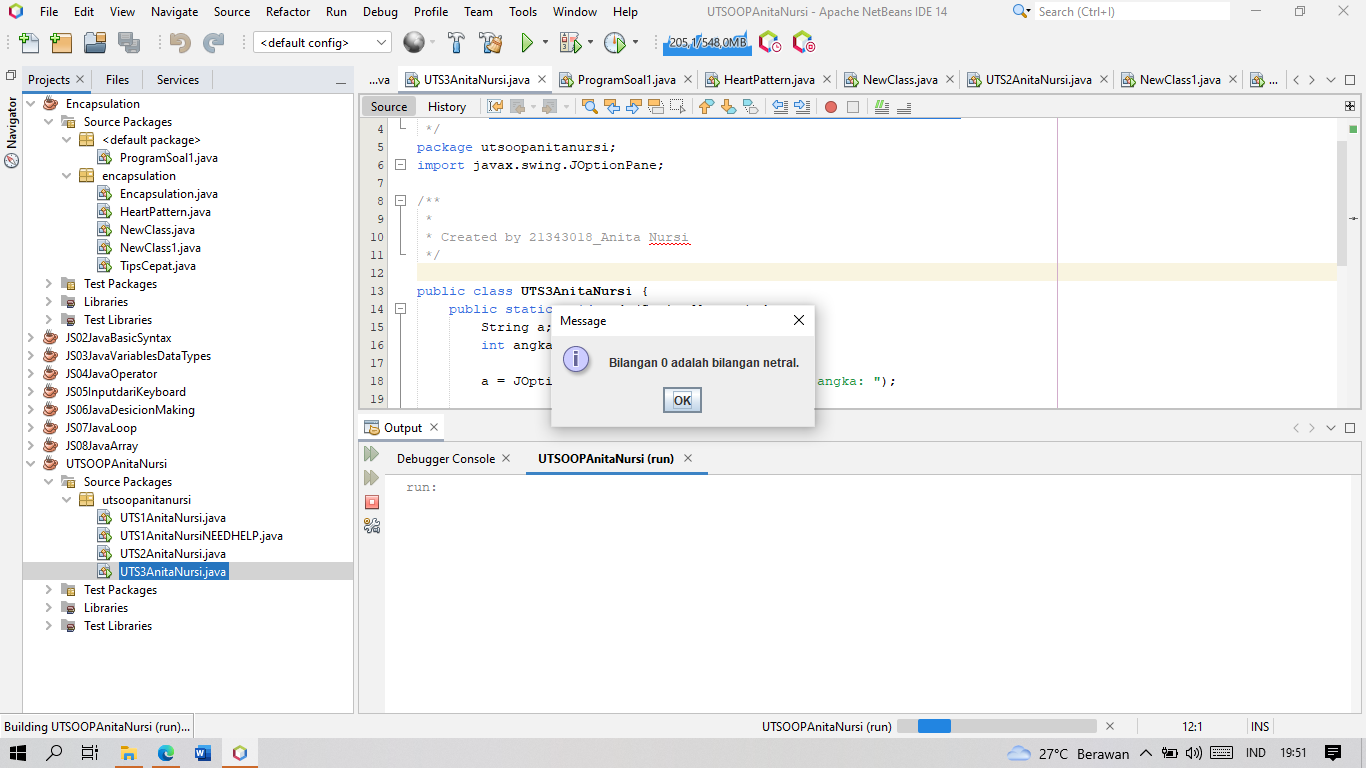 File Edit View Navigate Source Refactor Run Debug Profile Team Tools Window Help
UTSOOPAnitaNursi - Apache NetBeans IDE 14
Search (Ctrl+I)
<default config>
205,1/548,0MB
Projects
Files
Services
Navigator
...va
UTS3AnitaNursi.java
ProgramSoal1.java
HeartPattern.java
NewClass.java
UTS2AnitaNursi.java
NewClass1.java
...
Source
History
Encapsulation
Source Packages
<default package>
ProgramSoal1.java
encapsulation
Encapsulation.java
HeartPattern.java
NewClass.java
NewClass1.java
TipsCepat.java
Test Packages
Libraries
Test Libraries
JS02JavaBasicSyntax
JS03JavaVariablesDataTypes
JS04JavaOperator
JS05InputdariKeyboard
JS06JavaDesicionMaking
JS07JavaLoop
JS08JavaArray
UTSOOPAnitaNursi
Source Packages
utsoopanitanursi
UTS1AnitaNursi.java
UTS1AnitaNursiNEEDHELP.java
UTS2AnitaNursi.java
UTS3AnitaNursi.java
Test Packages
Libraries
Test Libraries
4 */
5 package utsoopanitanursi;
6 import javax.swing.JOptionPane;
7
8 /**
9 *
10 * Created by 21343018_Anita Nursi
11 */
12
13 public class UTS3AnitaNursi {
14 public static
15 String a;
16 int angka
17
18 a = JOpti angka: ");
19
Message
Bilangan 0 adalah bilangan netral.
OK
Output
Debugger Console
UTSOOPAnitaNursi (run)
run:
Building UTSOOPAnitaNursi (run)...
UTSOOPAnitaNursi (run)
12:1
INS
27°C Berawan
IND
19:51